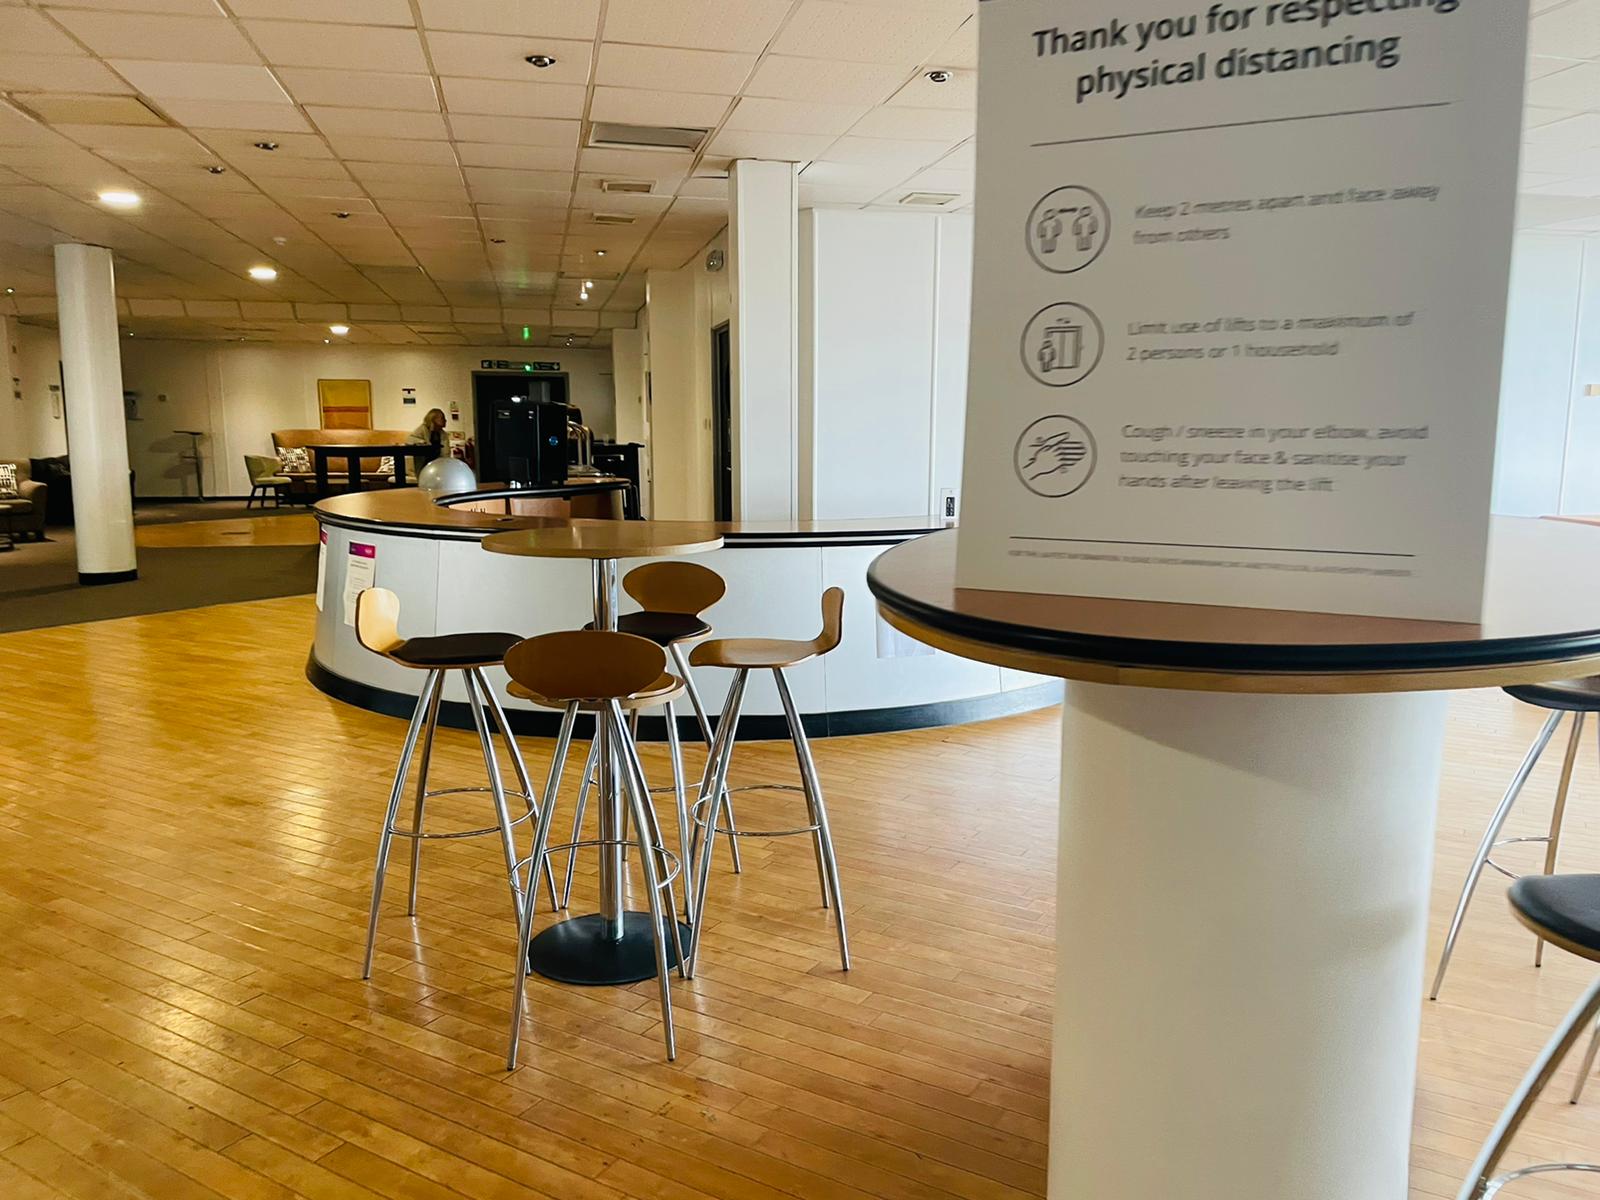 Thank you for respecting
physical distancing
Keep 2 metres apart and face away
from others
Limit use of lifts to a maximum of
2 persons or 1 household
Cough / sneeze in your elbow, avoid
touching your face & sanitise your
hands after leaving the lift